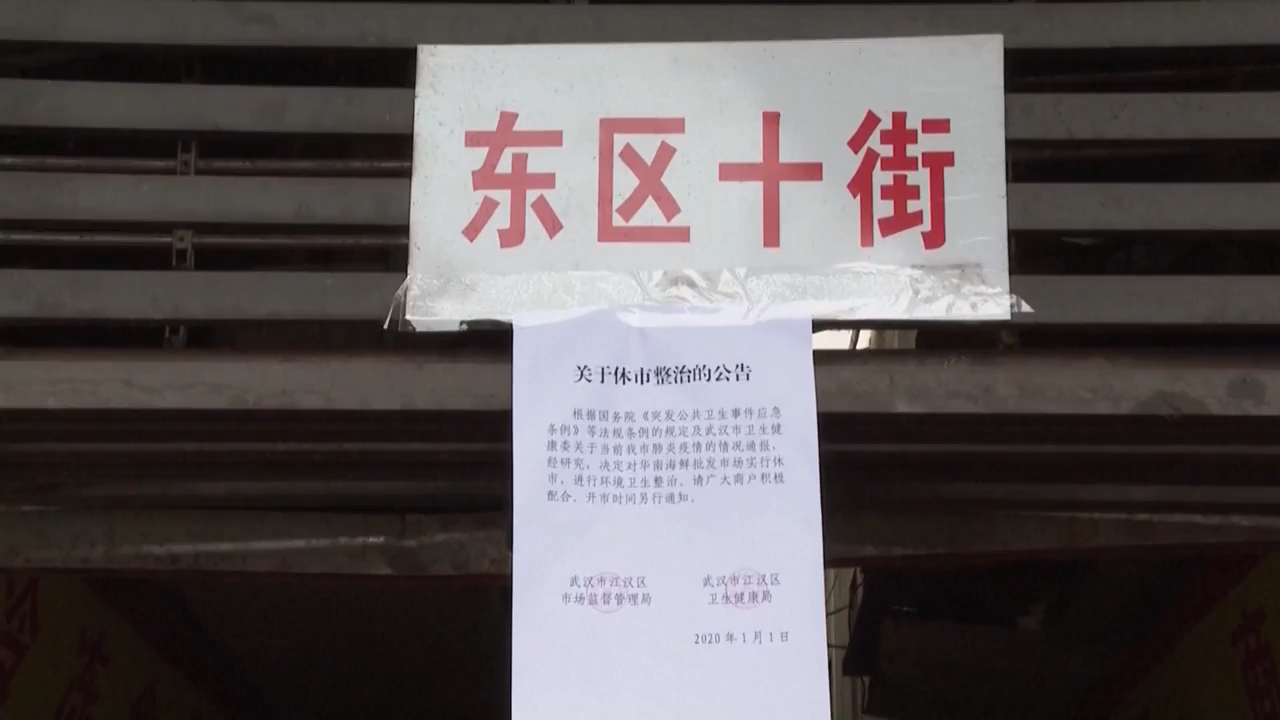 东区十街
关于休市整治的公告
根据国务院《突发公共卫生事件应急
条例》等法规条例的规定及武汉市卫生健
康委关于当前我市肺炎疫情的情况通报，
经研究，决定对华南海鲜批发市场实行休
市，进行环境卫生整治。请广大商户积极
配合。开市时间另行通知。
武汉市江汉区
市场监督管理局
武汉市江汉区
卫生健康局
2020年1月1日